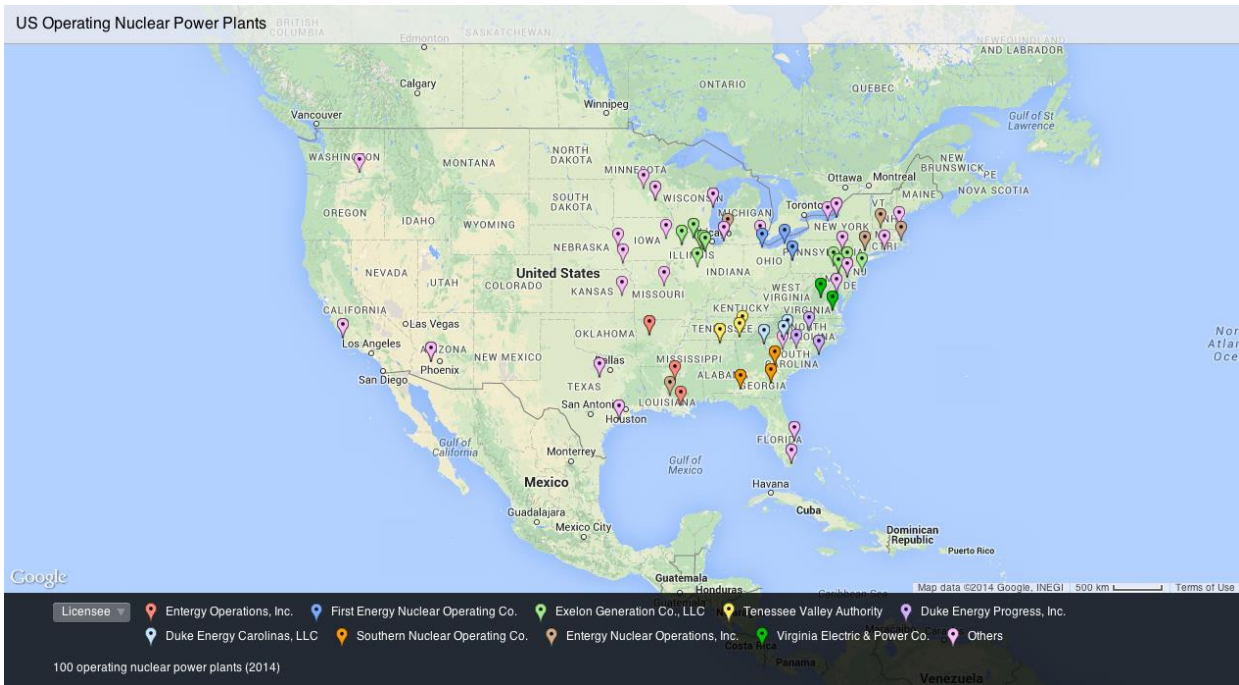 US Operating Nuclear Power Plants
BRITISH
COLUMBIA
Edmonton
SASKATCHEWAN
NEWFOUNDLAND
AND LABRADOR
Calgary
ONTARIO
QUEBEC
Winnipeg
Vancouver
Gulf of St
Lawrence
WASHINGTON
MONTANA
NORTH
DAKOTA
MINNESOTA
Ottawa
Montreal
NEW
BRUNSWICK
PE
NOVA SCOTIA
MAINE
SOUTH
DAKOTA
WISCONSIN
MICHIGAN
Toronto
VT
NH
OREGON
IDAHO
WYOMING
NEW YORK
NEBRASKA
IOWA
ILLINOIS
CT
RI
OHIO
NEVADA
UTAH
COLORADO
United States
KANSAS
MISSOURI
INDIANA
WEST
VIRGINIA
NJ
DE
KENTUCKY
VIRGINIA
CALIFORNIA
Las Vegas
Los Angeles
ARIZONA
Phoenix
NEW MEXICO
OKLAHOMA
TENNESSEE
NORTH
SOUTH
CAROLINA
San Diego
Dallas
MISSISSIPPI
GEORGIA
TEXAS
LOUISIANA
Houston
Gulf of
California
Monterrey
Gulf of
Mexico
FLORIDA
Mexico
Havana
Cuba
Guadalajara
Mexico City
Dominican
Republic
Puerto Rico
Guatemala
Honduras
Google
Map data ©2014 Google, INEGI
500 km
Terms of Use
Licensee
Entergy Operations, Inc.
First Energy Nuclear Operating Co.
Exelon Generation Co., LLC
Tenessee Valley Authority
Duke Energy Progress, Inc.
Duke Energy Carolinas, LLC
Southern Nuclear Operating Co.
Entergy Nuclear Operations, Inc.
Virginia Electric & Power Co.
Others
Costa Rica
Panama
Venezuela
100 operating nuclear power plants (2014)